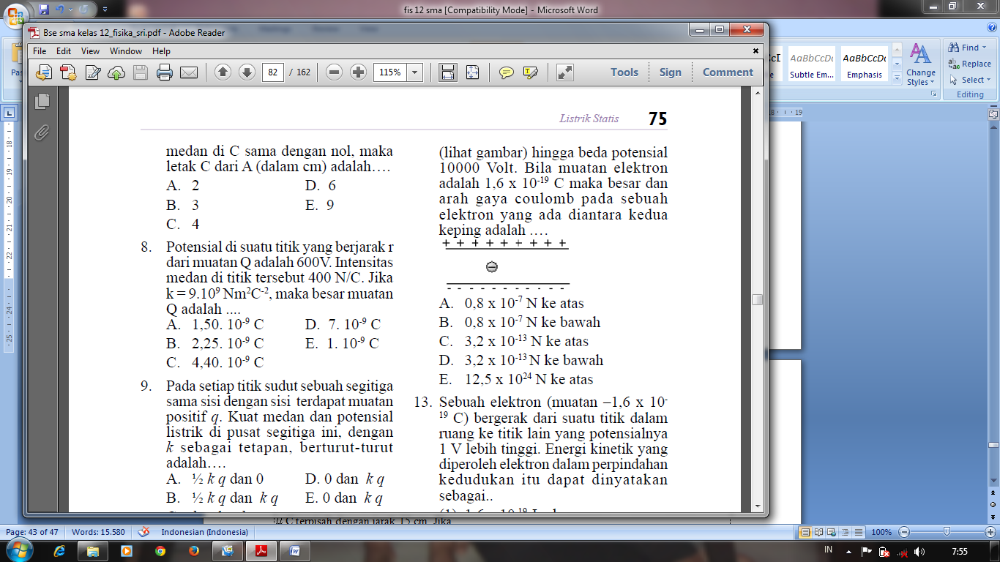 fis 12 sma [Compatibility Mode] - Microsoft Word
Bse sma kelas 12_fisika_sri.pdf - Adobe Reader
File Edit View Window Help
82 / 162 115% Tools Sign Comment
AaBbCcDc AaBbCcDc
Subtle Em... Emphasis
Change Styles
Find
Replace
Select
Editing
Listrik Statis 75
medan di C sama dengan nol, maka
letak C dari A (dalam cm) adalah….
A. 2 D. 6
B. 3 E. 9
C. 4
8. Potensial di suatu titik yang berjarak r
dari muatan Q adalah 600V. Intensitas
medan di titik tersebut 400 N/C. Jika
k = 9.10⁹ Nm²C⁻², maka besar muatan
Q adalah ....
A. 1,50. 10⁻⁹ C D. 7. 10⁻⁹ C
B. 2,25. 10⁻⁹ C E. 1. 10⁻⁹ C
C. 4,40. 10⁻⁹ C
9. Pada setiap titik sudut sebuah segitiga
sama sisi dengan sisi terdapat muatan
positif q. Kuat medan dan potensial
listrik di pusat segitiga ini, dengan
k sebagai tetapan, berturut-turut
adalah….
A. ½ k q dan 0 D. 0 dan k q
B. ½ k q dan k q E. 0 dan k q
(lihat gambar) hingga beda potensial
10000 Volt. Bila muatan elektron
adalah 1,6 x 10⁻¹⁹ C maka besar dan
arah gaya coulomb pada sebuah
elektron yang ada diantara kedua
keping adalah ….
+ + + + + + + + +
-
- - - - - - - - - - -
A. 0,8 x 10⁻⁷ N ke atas
B. 0,8 x 10⁻⁷ N ke bawah
C. 3,2 x 10⁻¹³ N ke atas
D. 3,2 x 10⁻¹³ N ke bawah
E. 12,5 x 10²⁴ N ke atas
13. Sebuah elektron (muatan –1,6 x 10⁻
¹⁹ C) bergerak dari suatu titik dalam
ruang ke titik lain yang potensialnya
1 V lebih tinggi. Energi kinetik yang
diperoleh elektron dalam perpindahan
kedudukan itu dapat dinyatakan
sebagai..
C terpisah dengan jarak 15 cm. Jika
Page: 43 of 47 Words: 15.580 Indonesian (Indonesia) 100%
IN 7:55